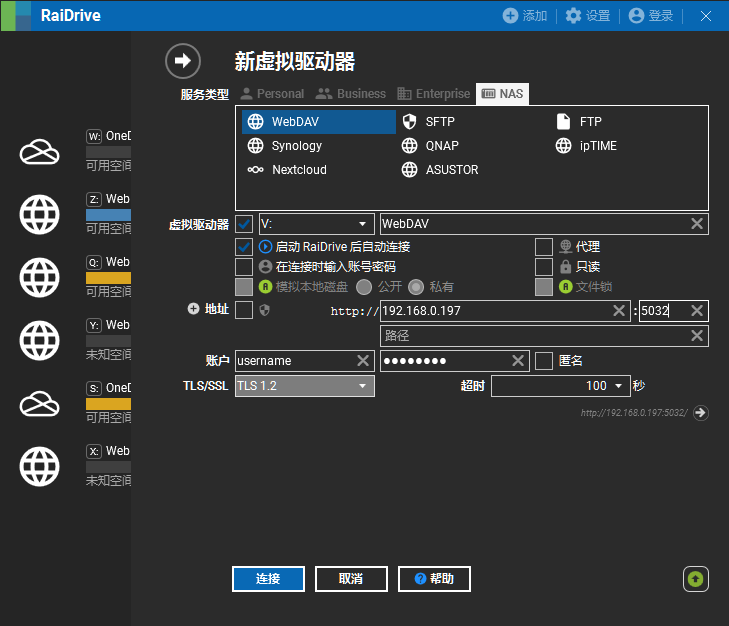 RaiDrive
添加 设置 登录
新虚拟驱动器
服务类型 Personal Business Enterprise NAS
WebDAV SFTP FTP
Synology QNAP ipTIME
Nextcloud ASUSTOR
W: OneD
可用空间
Z: Web
可用空间
Q: Web
可用空间
Y: Web
未知空间
S: OneD
可用空间
X: Web
未知空间
虚拟驱动器 V: WebDAV
启动 RaiDrive 后自动连接 代理
在连接时输入账号密码 只读
模拟本地磁盘 公开 私有 文件锁
地址 http://192.168.0.197 :5032
路径
账户 username ●●●●●●●● 匿名
TLS/SSL TLS 1.2 超时 100 秒
http://192.168.0.197:5032/
连接 取消 帮助